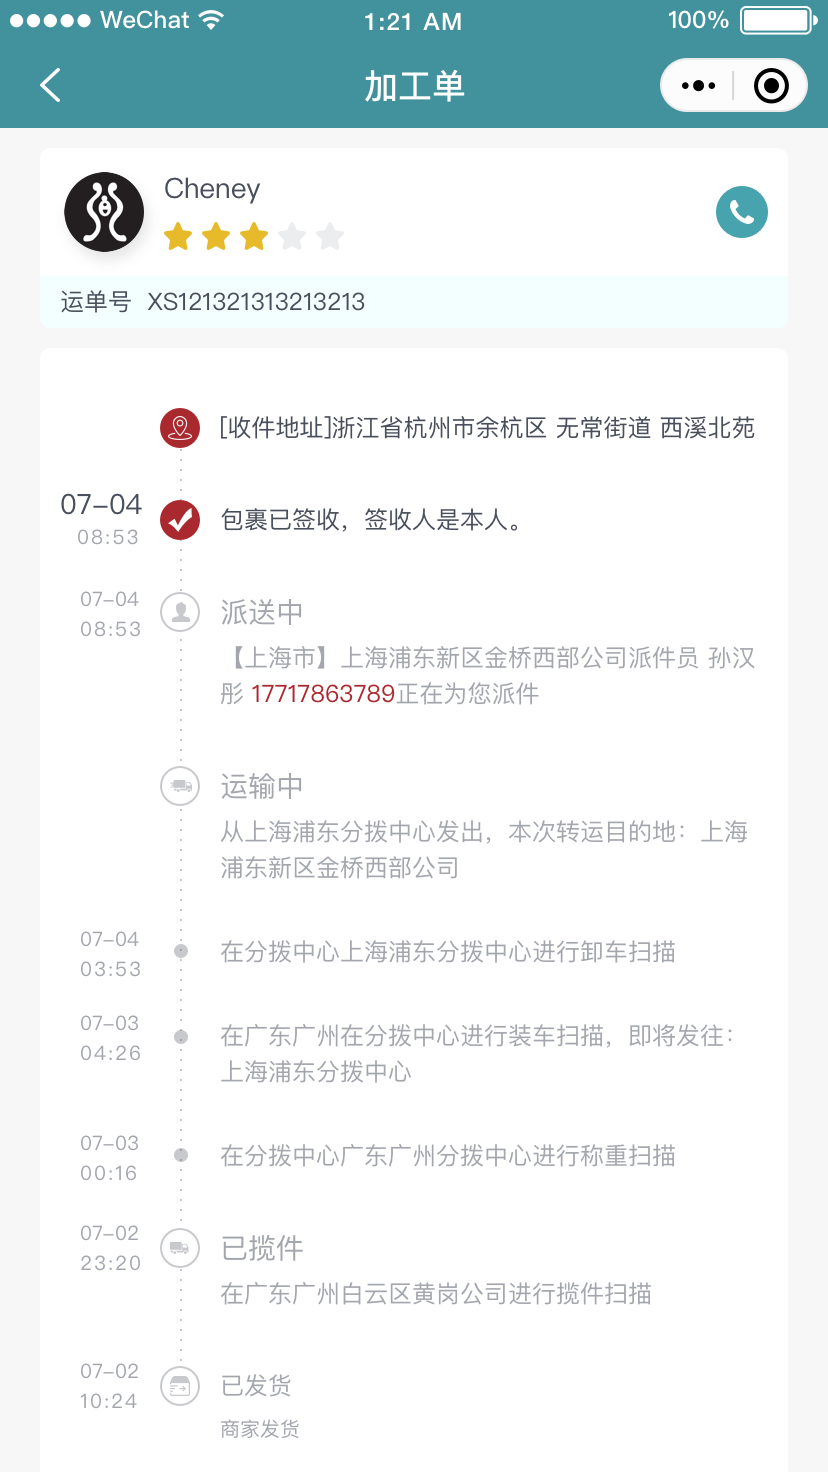 WeChat
1:21 AM
100%
加工单
Cheney
运单号 XS121321313213213
[收件地址]浙江省杭州市余杭区 无常街道 西溪北苑
07-04
08:53
包裹已签收，签收人是本人。
07-04
08:53
派送中
【上海市】上海浦东新区金桥西部公司派件员 孙汉
彤 17717863789正在为您派件
运输中
从上海浦东分拨中心发出，本次转运目的地：上海
浦东新区金桥西部公司
07-04
03:53
在分拨中心上海浦东分拨中心进行卸车扫描
07-03
04:26
在广东广州在分拨中心进行装车扫描，即将发往：
上海浦东分拨中心
07-03
00:16
在分拨中心广东广州分拨中心进行称重扫描
07-02
23:20
已揽件
在广东广州白云区黄岗公司进行揽件扫描
07-02
10:24
已发货
商家发货